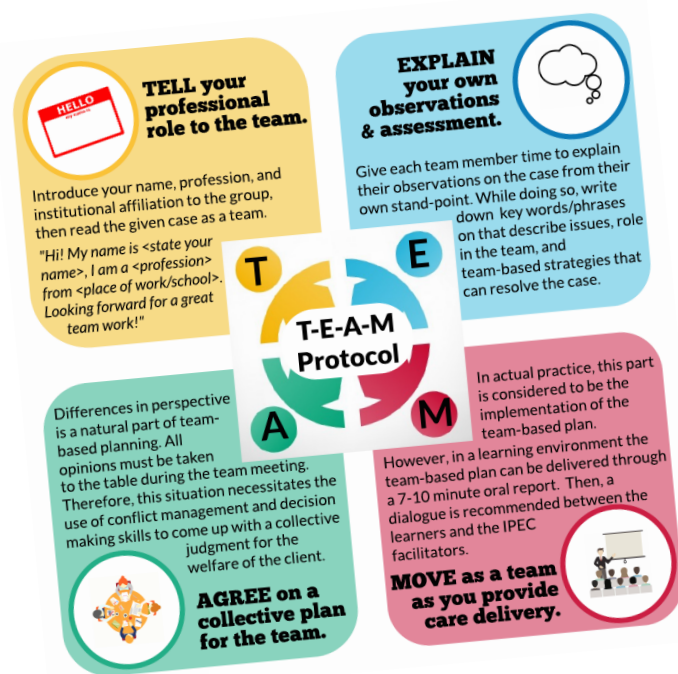 HELLO
my name is
TELL your
professional
role to the team.
Introduce your name, profession, and
institutional affiliation to the group,
then read the given case as a team.
"Hi! My name is <state your
name>, I am a <profession>
from <place of work/school>.
Looking forward for a great
team work!"
EXPLAIN
your own
observations
& assessment.
Give each team member time to explain
their observations on the case from their
own stand-point. While doing so, write
down key words/phrases
on that describe issues, role
in the team, and
team-based strategies that
can resolve the case.
T
E
T-E-A-M
Protocol
A
M
Differences in perspective
is a natural part of team-
based planning. All
opinions must be taken
to the table during the team meeting.
Therefore, this situation necessitates the
use of conflict management and decision
making skills to come up with a collective
judgment for the
welfare of the client.
AGREE on a
collective plan
for the team.
In actual practice, this part
is considered to be the
implementation of the
team-based plan.
However, in a learning environment the
team-based plan can be delivered through
a 7-10 minute oral report. Then, a
dialogue is recommended between the
learners and the IPEC
facilitators.
MOVE as a team
as you provide
care delivery.